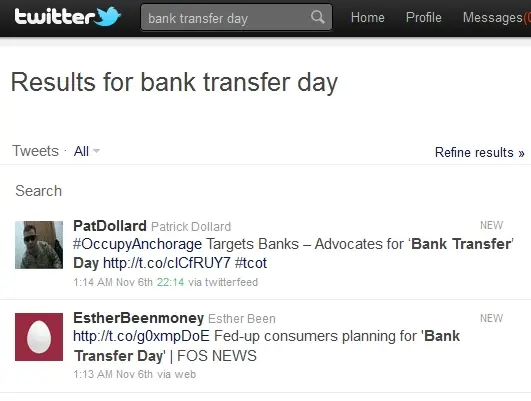 twitter bank transfer day Home Profile Messages(
Results for bank transfer day
Tweets · All Refine results »
Search
PatDollard Patrick Dollard NEW
#OccupyAnchorage Targets Banks – Advocates for 'Bank Transfer'
Day http://t.co/clCfRUY7 #tcot
1:14 AM Nov 6th 22:14 via twitterfeed
EstherBeenmoney Esther Been NEW
http://t.co/g0xmpDoE Fed-up consumers planning for 'Bank
Transfer Day' | FOS NEWS
1:13 AM Nov 6th via web